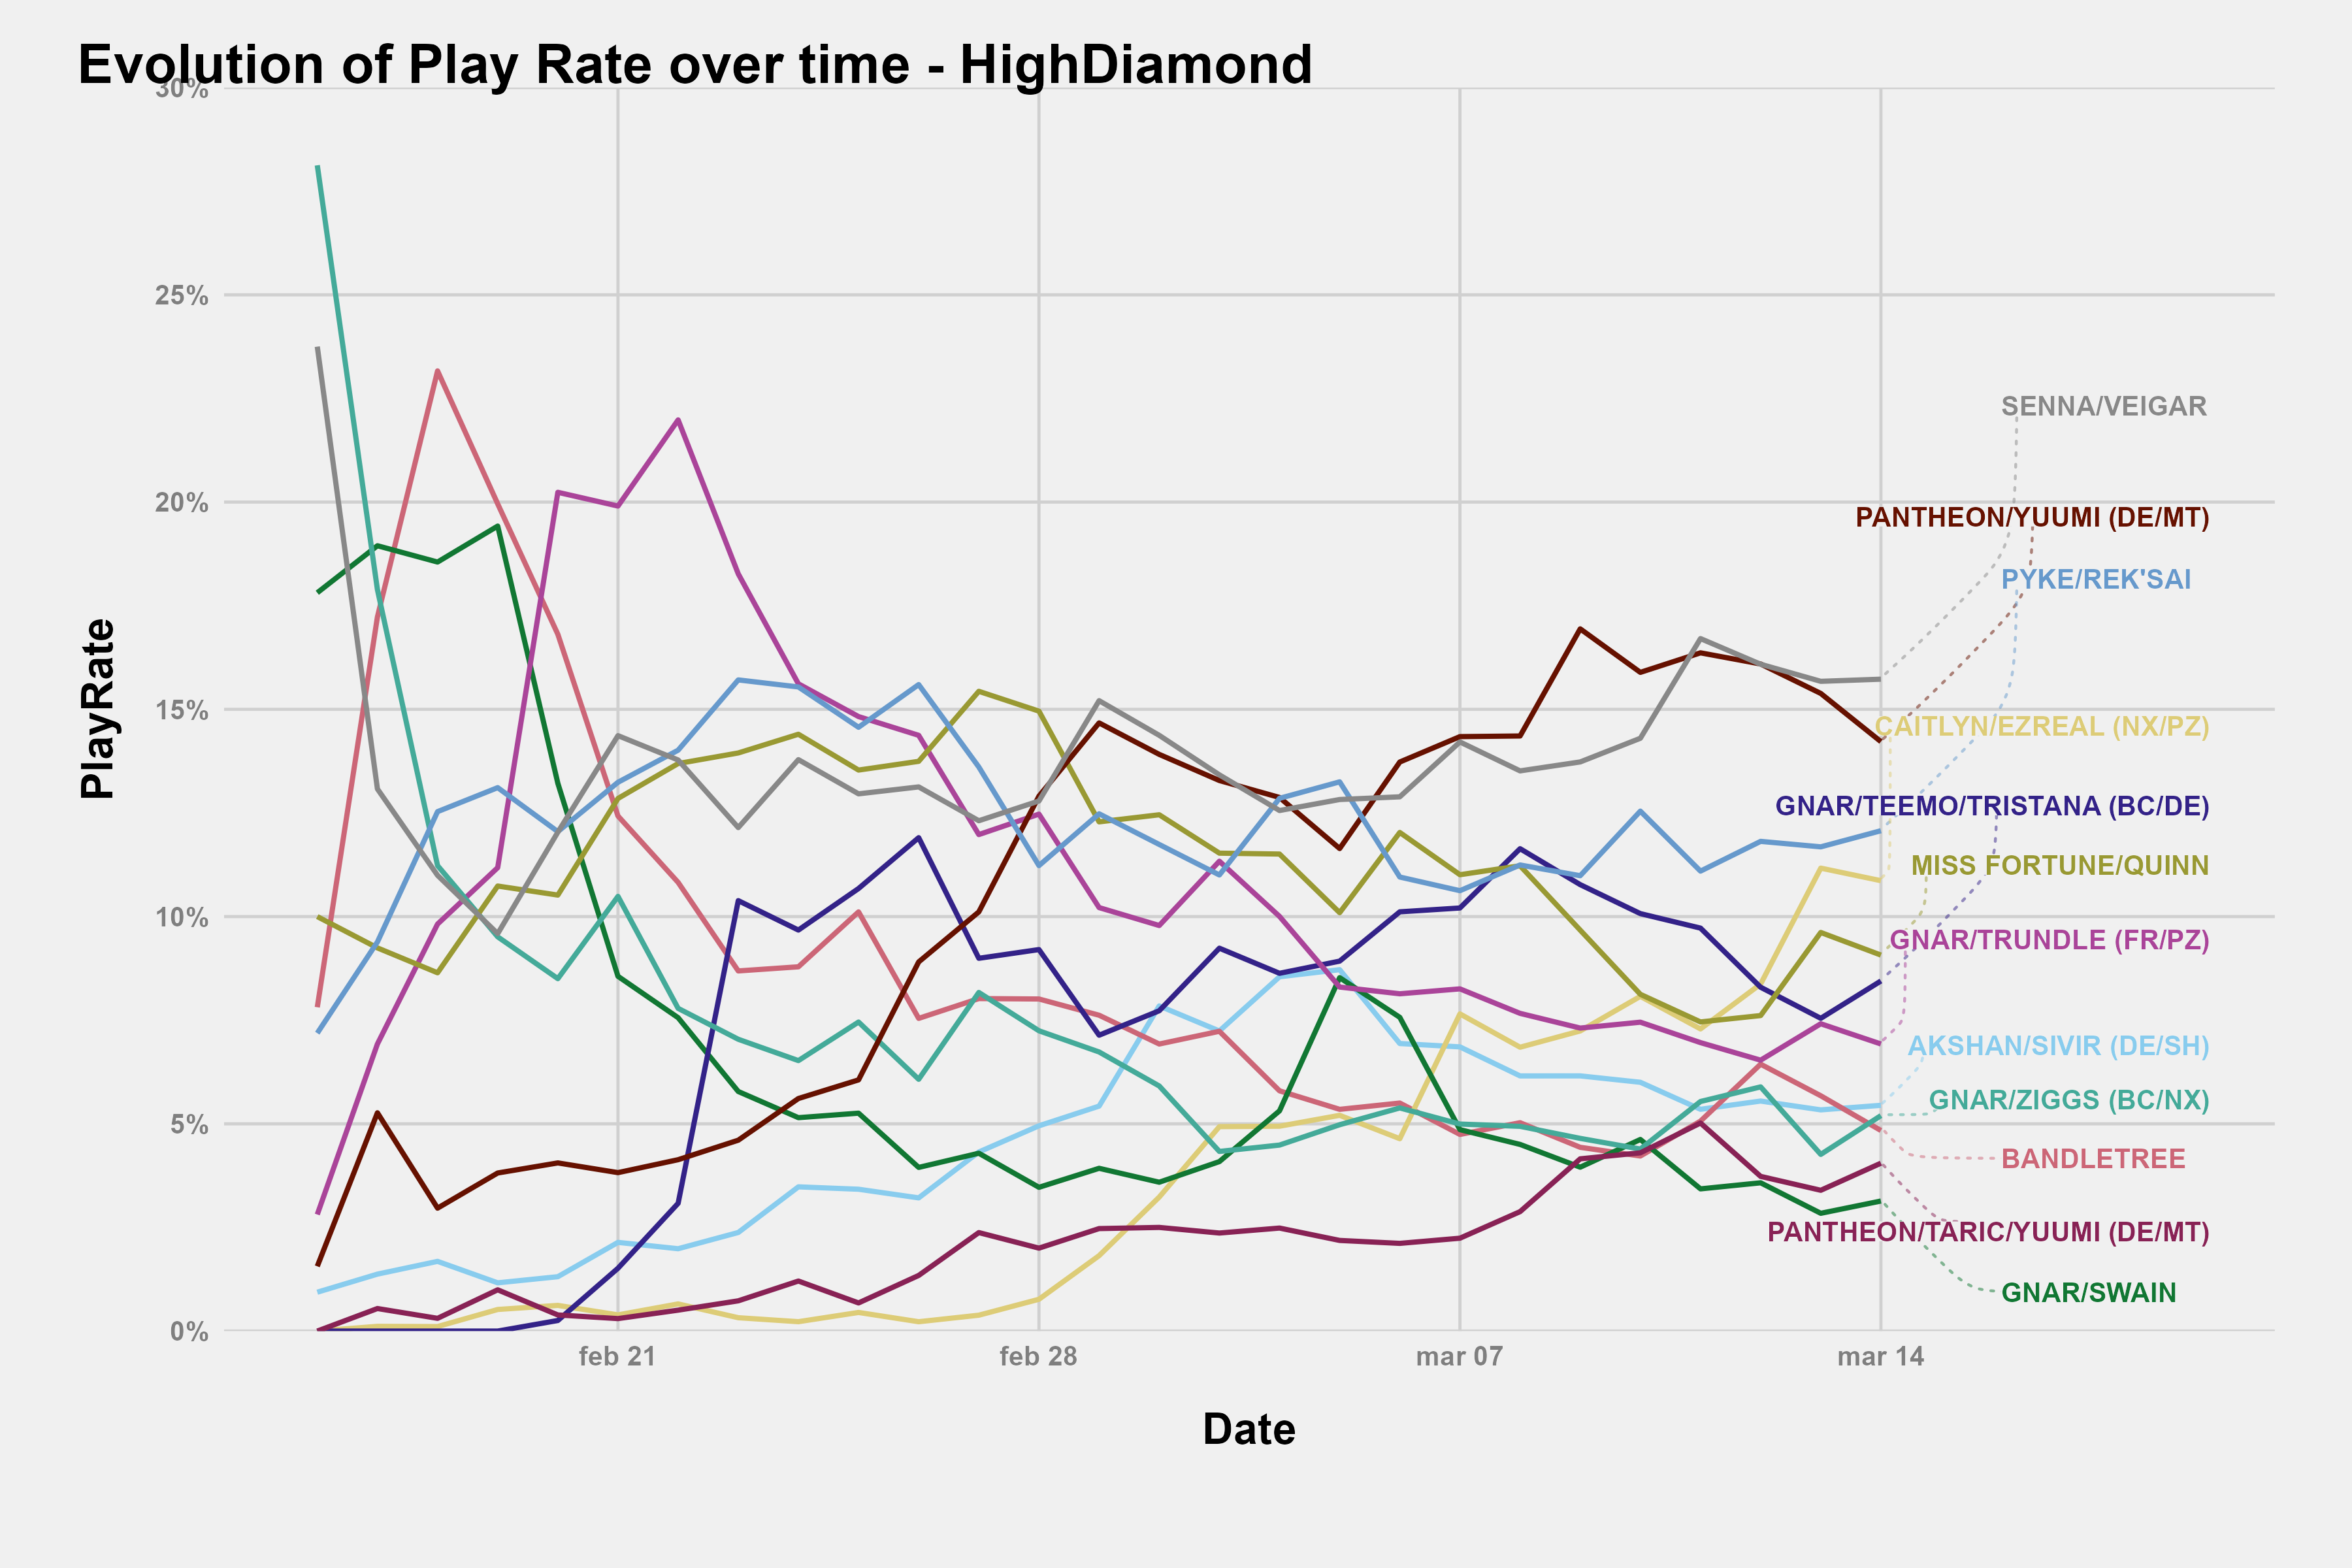 Evolution of Play Rate over time - HighDiamond
30%
25%
20%
15%
10%
5%
0%
PlayRate
SENNA/VEIGAR
PANTHEON/YUUMI (DE/MT)
PYKE/REK'SAI
CAITLYN/EZREAL (NX/PZ)
GNAR/TEEMO/TRISTANA (BC/DE)
MISS FORTUNE/QUINN
GNAR/TRUNDLE (FR/PZ)
AKSHAN/SIVIR (DE/SH)
GNAR/ZIGGS (BC/NX)
BANDLETREE
PANTHEON/TARIC/YUUMI (DE/MT)
GNAR/SWAIN
feb 21
feb 28
mar 07
mar 14
Date